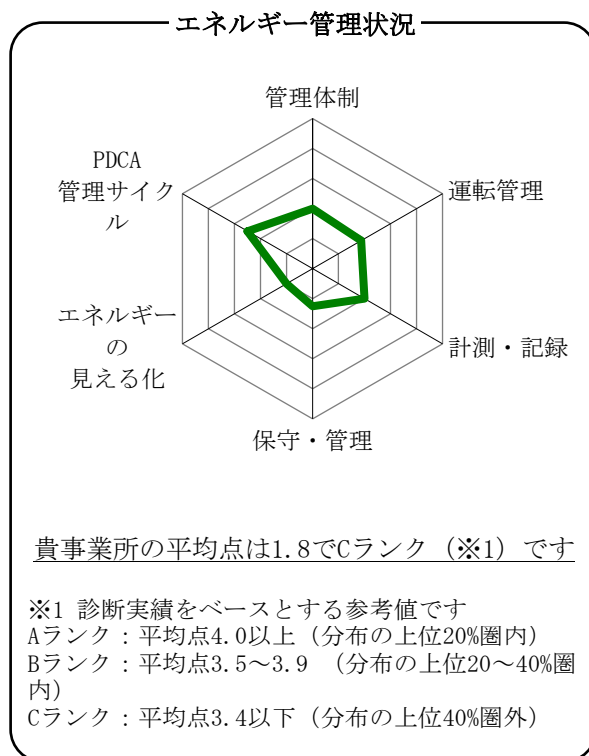 エネルギー管理状況
管理体制
PDCA
管理サイク
ル
運転管理
エネルギー
の
見える化
計測・記録
保守・管理
貴事業所の平均点は1.8でCランク（※1）です
※1 診断実績をベースとする参考値です
Aランク：平均点4.0以上（分布の上位20%圏内）
Bランク：平均点3.5～3.9 （分布の上位20～40%圏
内）
Cランク：平均点3.4以下（分布の上位40%圏外）